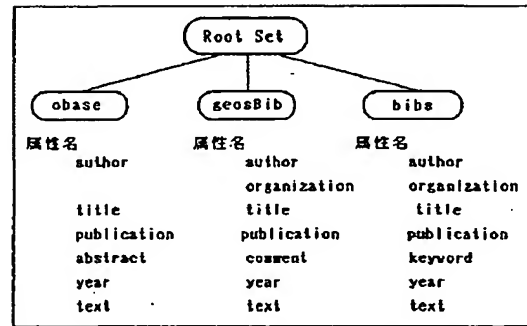 Root Set
obase geosBib bibs
属性名 属性名 属性名
author author author
organization organization
title title title
publication publication publication
abstract comment keyword
year year year
text text text